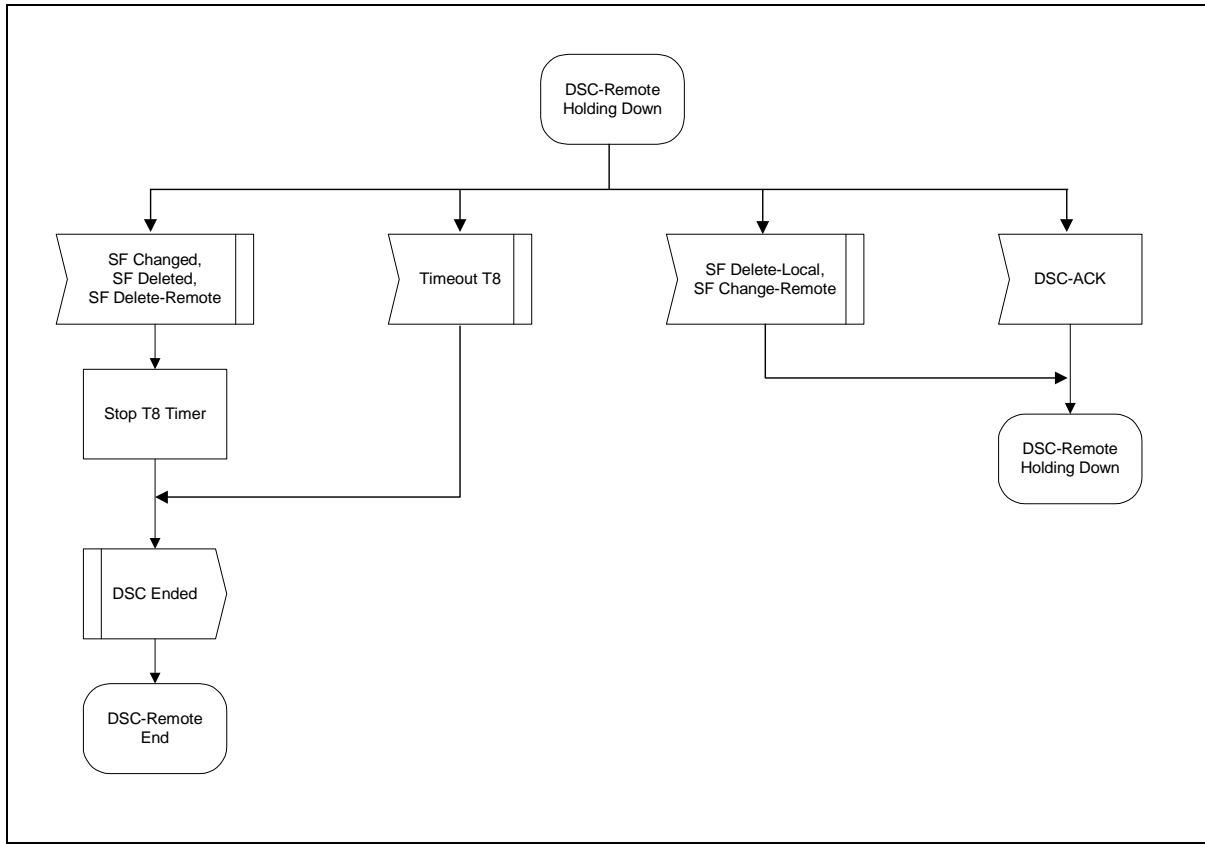 DSC-Remote
Holding Down
SF Changed,
SF Deleted,
SF Delete-Remote
Timeout T8
SF Delete-Local,
SF Change-Remote
DSC-ACK
Stop T8 Timer
DSC-Remote
Holding Down
DSC Ended
DSC-Remote
End